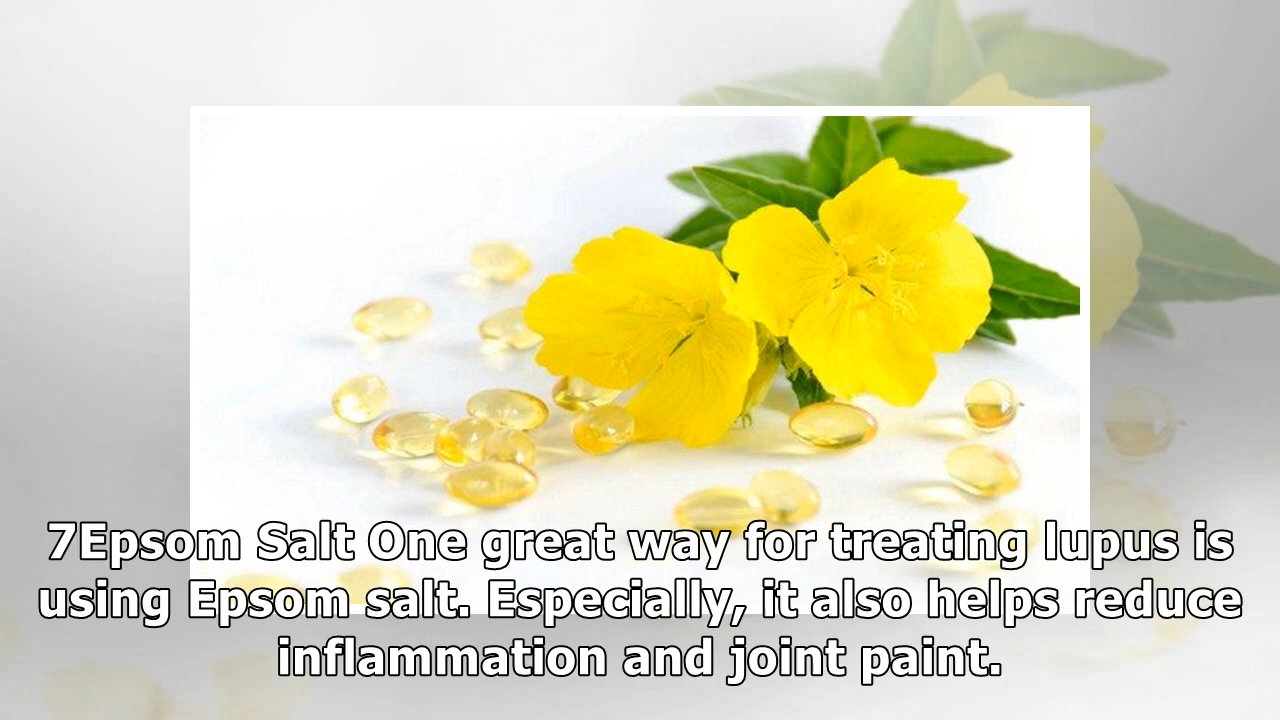 7Epsom Salt One great way for treating lupus is
using Epsom salt. Especially, it also helps reduce
inflammation and joint paint.